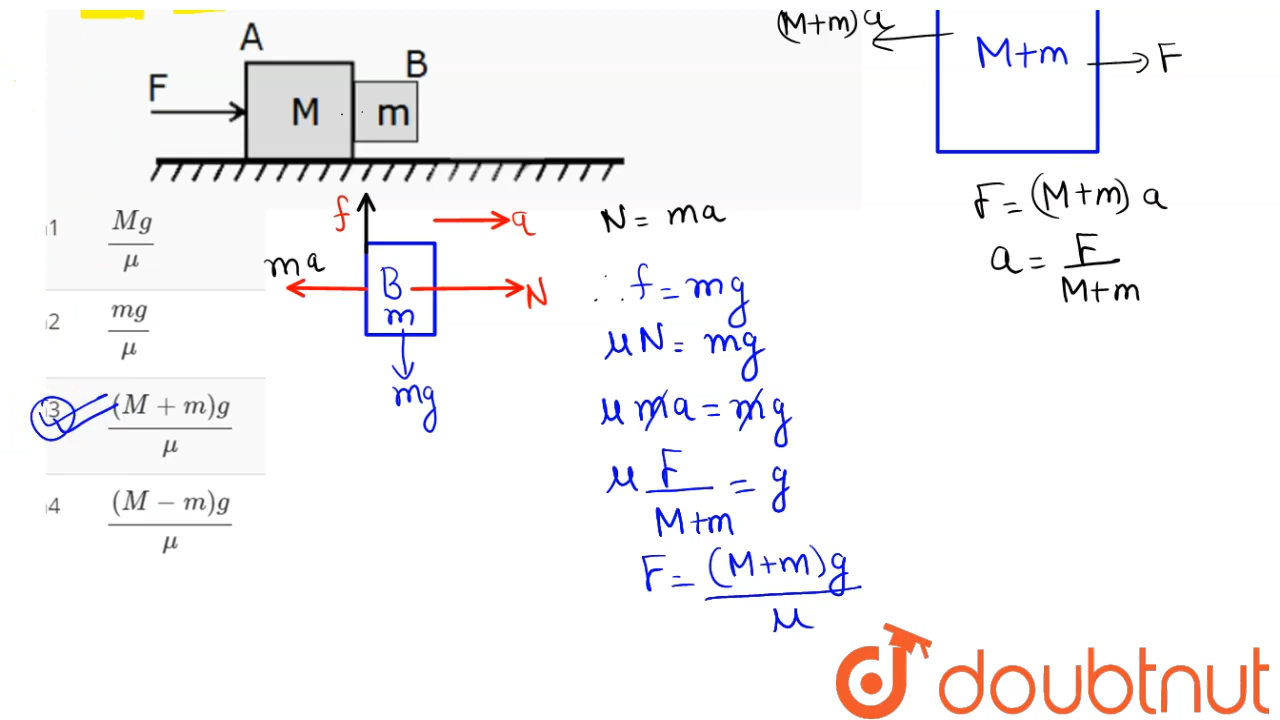 A
B
F
M
m
(M+m)a
M+m
F
F = (M+m) a
a = F/(M+m)
f
a
ma
B
m
N
mg
N = ma
∴ f = mg
μN = mg
μ ma = mg
μ F/(M+m) = g
F = (M+m)g/μ
1 Mg/μ
2 mg/μ
3 (M + m)g/μ
4 (M − m)g/μ
doubtnut